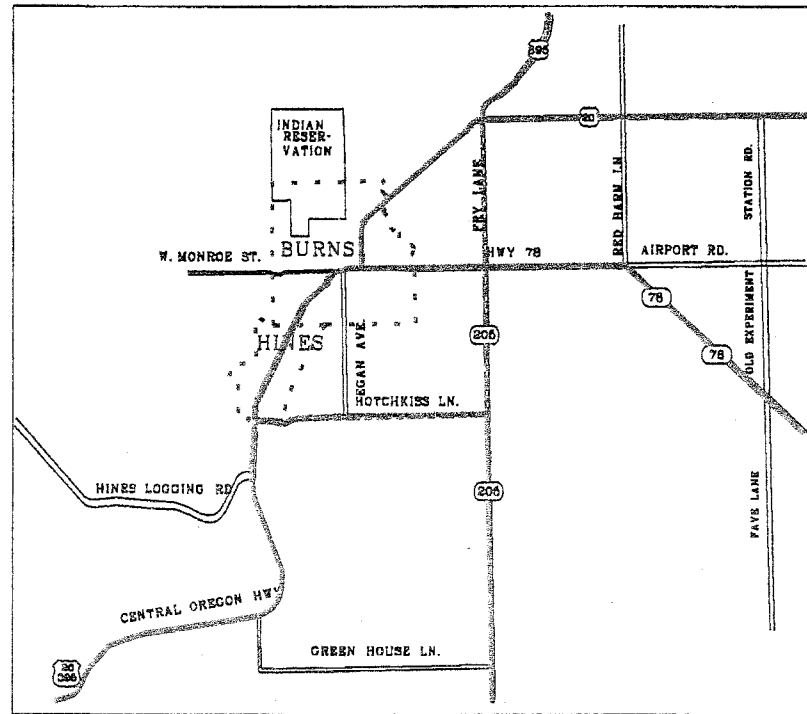 395
20
INDIAN
RESER-
VATION
FRY LANE
RED BARN LN
STATION RD.
BURNS
W. MONROE ST.
HWY 78
AIRPORT RD.
78
OLD EXPERIMENT
HINES
205
78
EGAN AVE.
HOTCHKISS LN.
HINES LOGGING RD
205
FAYE LANE
CENTRAL OREGON HWY
GREEN HOUSE LN.
20
395